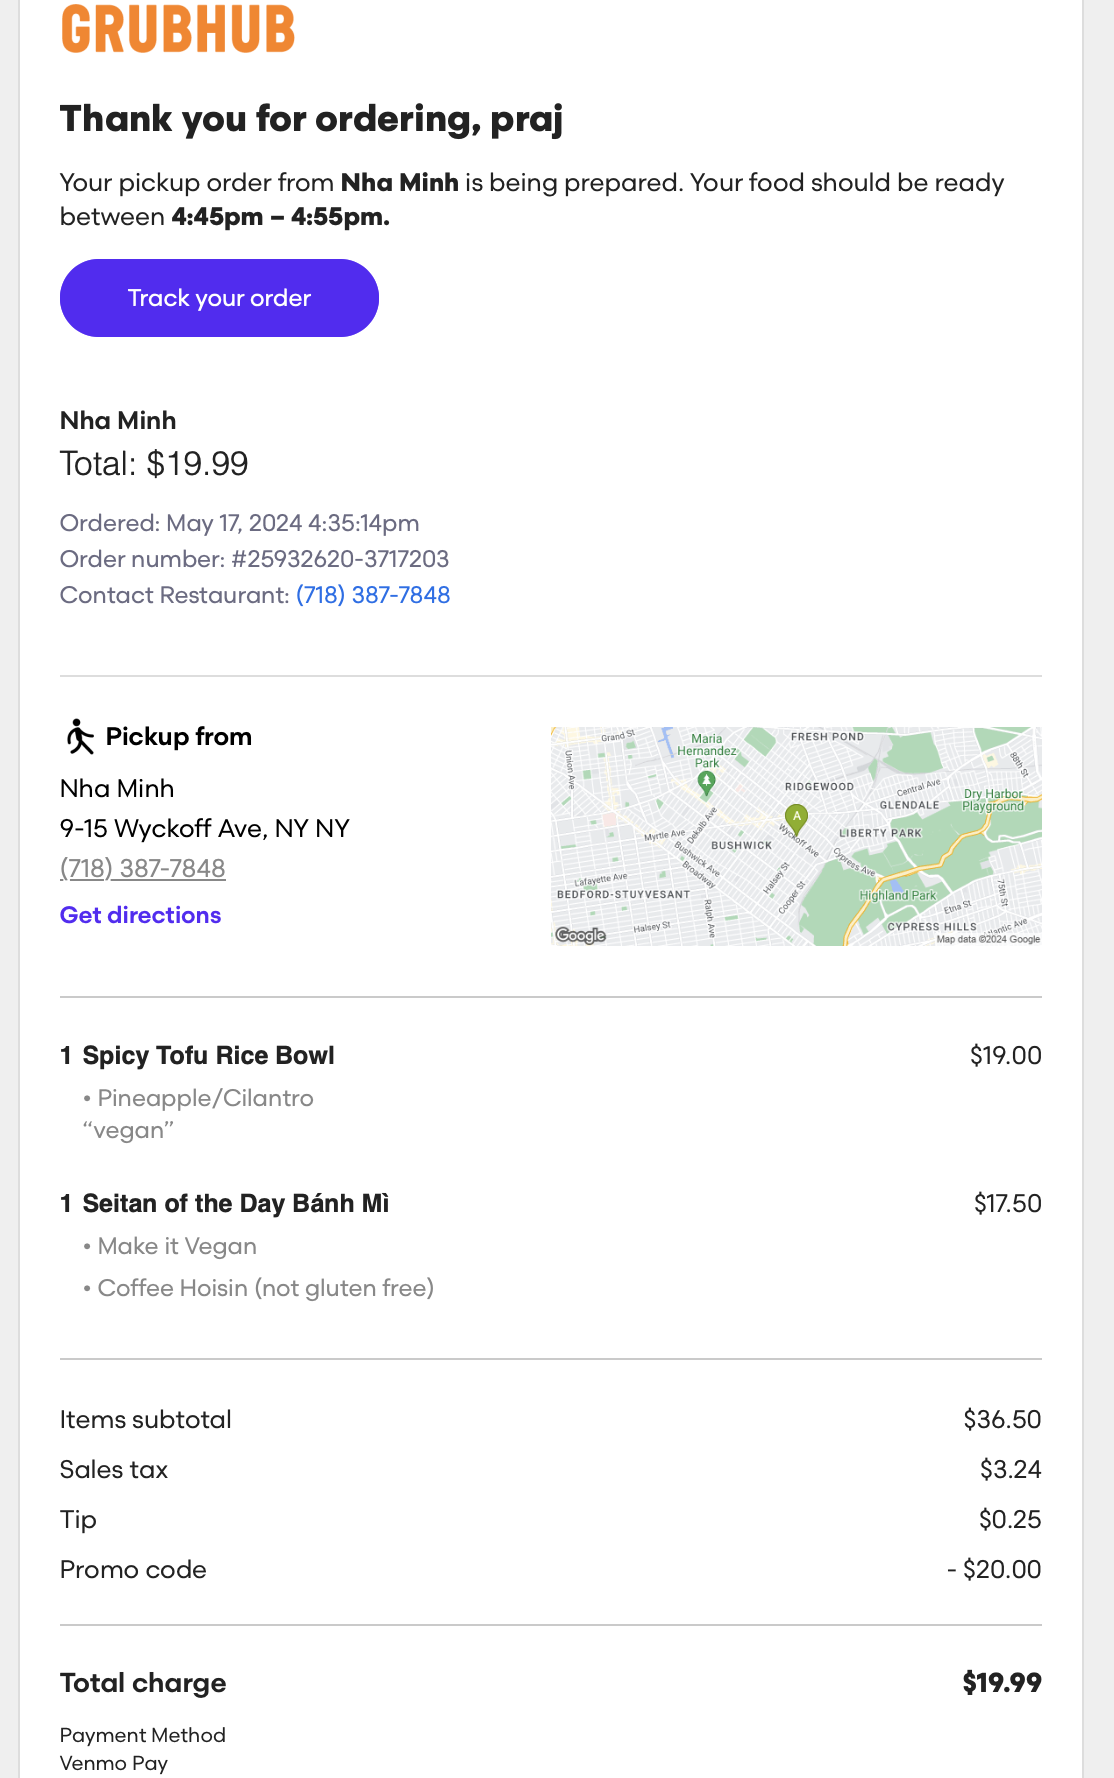 GRUBHUB
Thank you for ordering, praj
Your pickup order from Nha Minh is being prepared. Your food should be ready
between 4:45pm – 4:55pm.
Track your order
Nha Minh
Total: $19.99
Ordered: May 17, 2024 4:35:14pm
Order number: #25932620-3717203
Contact Restaurant: (718) 387-7848
Pickup from
Nha Minh
9-15 Wyckoff Ave, NY NY
(718) 387-7848
Get directions
Grand St
Union Ave
Maria
Hernandez
Park
FRESH POND
88th St
RIDGEWOOD
Central Ave
GLENDALE
Dry Harbor
Playground
A
Myrtle Ave
Dekalb Ave
Wyckoff Ave
LIBERTY PARK
BUSHWICK
Bushwick Ave
Broadway
Cypress Ave
Lafayette Ave
Halsey St
Cooper St
BEDFORD-STUYVESANT
Highland Park
75th St
Ralph Ave
Etna St
Halsey St
CYPRESS HILLS
lantic Ave
Google
Map data ©2024 Google
1 Spicy Tofu Rice Bowl $19.00
• Pineapple/Cilantro
“vegan”
1 Seitan of the Day Bánh Mì $17.50
• Make it Vegan
• Coffee Hoisin (not gluten free)
Items subtotal $36.50
Sales tax $3.24
Tip $0.25
Promo code - $20.00
Total charge $19.99
Payment Method
Venmo Pay